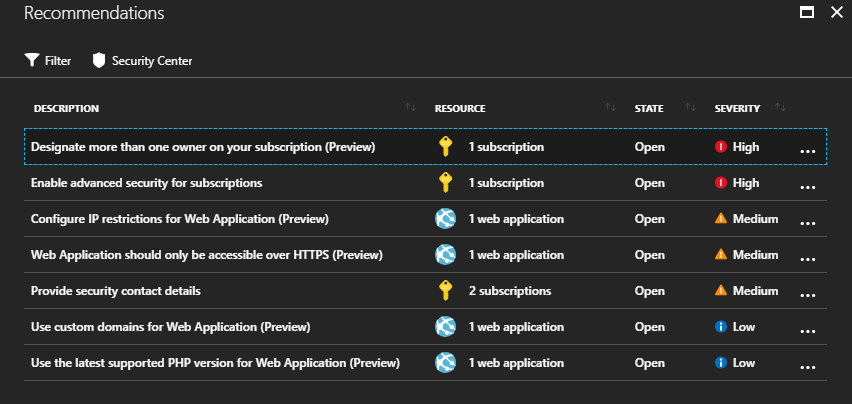 Recommendations
Filter Security Center
DESCRIPTION RESOURCE STATE SEVERITY
Designate more than one owner on your subscription (Preview) 1 subscription Open High ...
Enable advanced security for subscriptions 1 subscription Open High ...
Configure IP restrictions for Web Application (Preview) 1 web application Open Medium ...
Web Application should only be accessible over HTTPS (Preview) 1 web application Open Medium ...
Provide security contact details 2 subscriptions Open Medium ...
Use custom domains for Web Application (Preview) 1 web application Open Low ...
Use the latest supported PHP version for Web Application (Preview) 1 web application Open Low ...